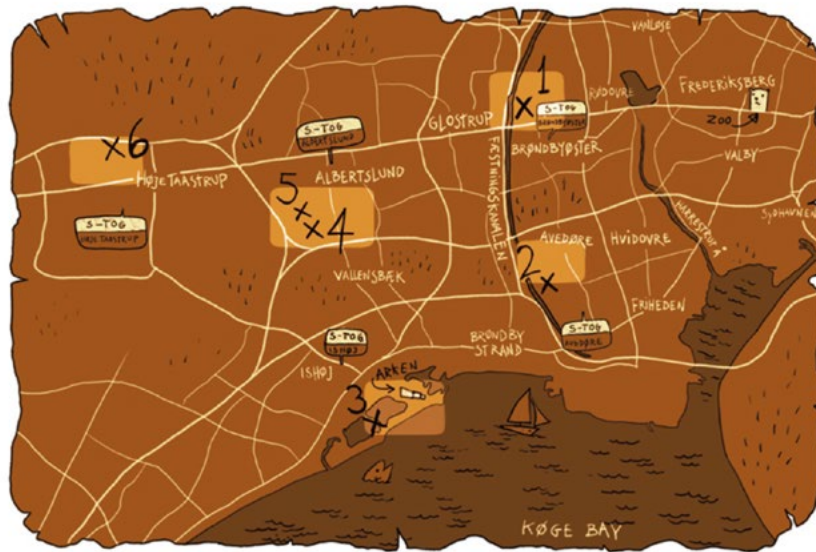 VANLØSE
1
S-TOG
BRØNDBYØSTER
RØDOVRE
FREDERIKSBERG
ZOO
GLOSTRUP
BRØNDBYØSTER
VALBY
6
S-TOG
ALBERTSLUND
HØJE TAASTRUP
ALBERTSLUND
5
4
S-TOG
HØJE TAASTRUP
FÆSTNINGSKANALEN
AVEDØRE
HVIDOVRE
HARRESTRUP Å
SYDHAVNEN
2
VALLENSBÆK
FRIHEDEN
S-TOG
ISHØJ
BRØNDBY
STRAND
S-TOG
AVEDØRE
ISHØJ
ARKEN
3
KØGE BAY